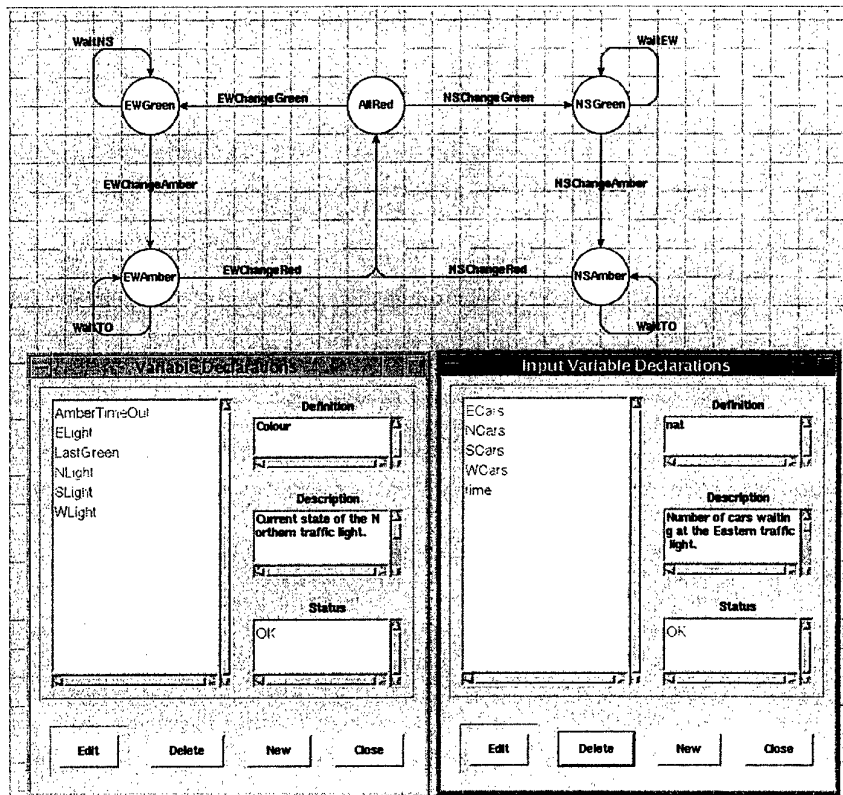 WaitNS
WaitEW
EWGreen
EWChangeGreen
AllRed
NSChangeGreen
NSGreen
EWChangeAmber
NSChangeAmber
EWAmber
EWChangeRed
NSChangeRed
NSAmber
WaitTO
WaitTO
Variable Declarations
AmberTimeOut
ELight
LastGreen
NLight
SLight
WLight
Definition
Colour
Description
Current state of the N
orthern traffic light.
Status
OK
Edit
Delete
New
Close
Input Variable Declarations
ECars
NCars
SCars
WCars
time
Definition
nat
Description
Number of cars waitin
g at the Eastern traffic
light.
Status
OK
Edit
Delete
New
Close